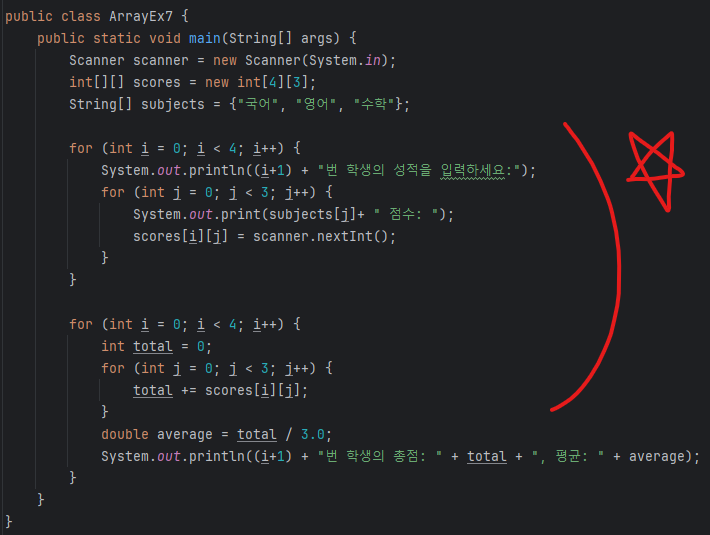 public class ArrayEx7 {
public static void main(String[] args) {
Scanner scanner = new Scanner(System.in);
int[][] scores = new int[4][3];
String[] subjects = {"국어", "영어", "수학"};
for (int i = 0; i < 4; i++) {
System.out.println((i+1) + "번 학생의 성적을 입력하세요:");
for (int j = 0; j < 3; j++) {
System.out.print(subjects[j]+ " 점수: ");
scores[i][j] = scanner.nextInt();
}
}
for (int i = 0; i < 4; i++) {
int total = 0;
for (int j = 0; j < 3; j++) {
total += scores[i][j];
}
double average = total / 3.0;
System.out.println((i+1) + "번 학생의 총점: " + total + ", 평균: " + average);
}
}
}